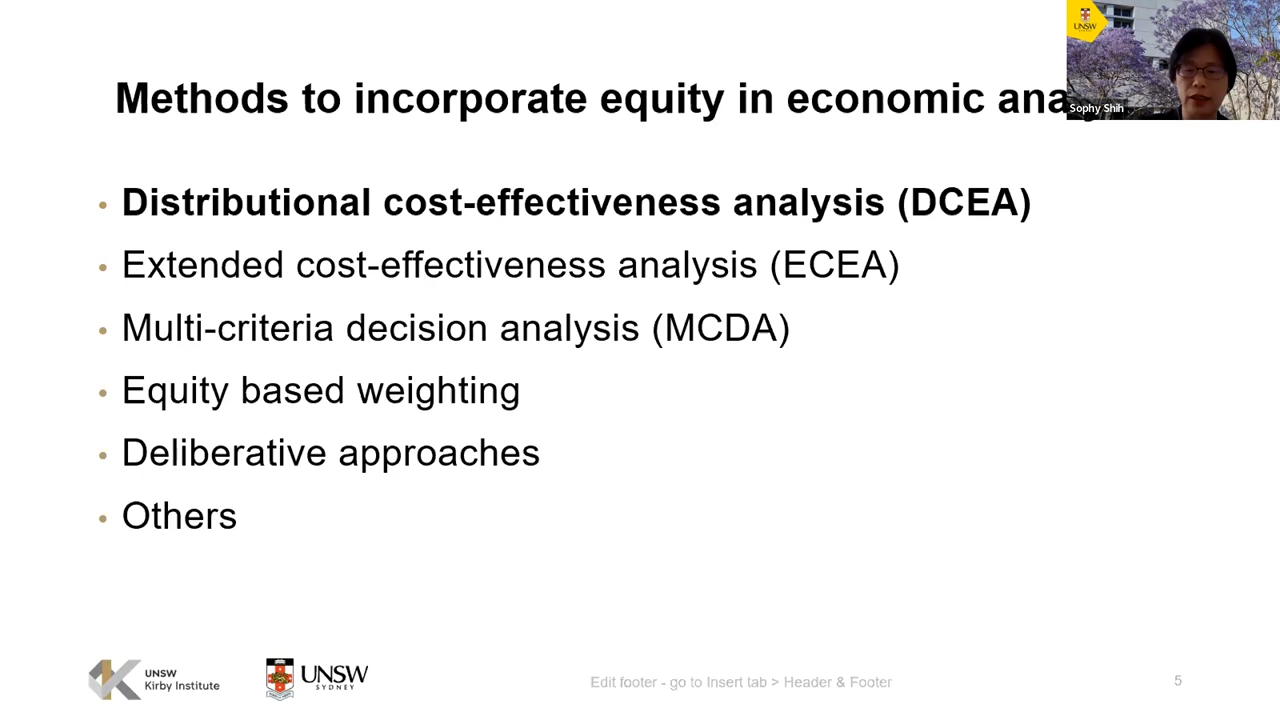 UNSW
SYDNEY
Sophy Shih
Methods to incorporate equity in economic ana
• Distributional cost-effectiveness analysis (DCEA)
• Extended cost-effectiveness analysis (ECEA)
• Multi-criteria decision analysis (MCDA)
• Equity based weighting
• Deliberative approaches
• Others
UNSW
Kirby Institute
UNSW
SYDNEY
Edit footer - go to Insert tab > Header & Footer
5